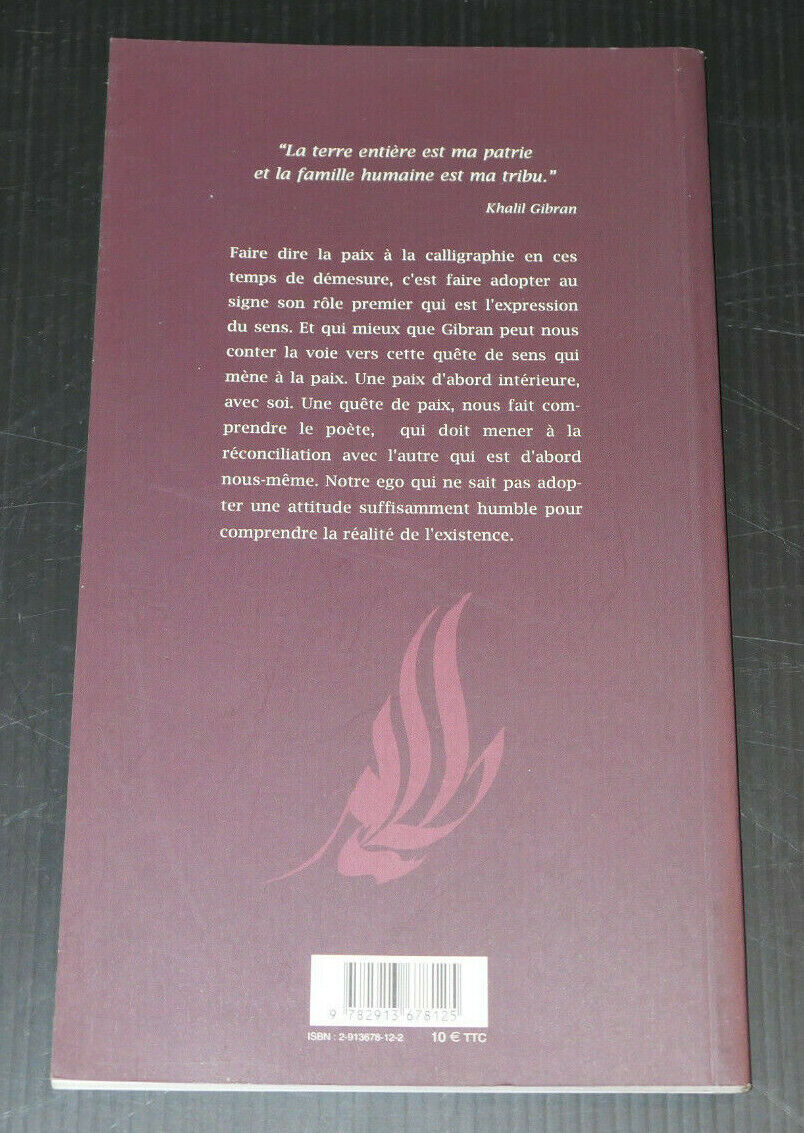 "La terre entière est ma patrie
et la famille humaine est ma tribu."
Khalil Gibran
Faire dire la paix à la calligraphie en ces
temps de démesure, c'est faire adopter au
signe son rôle premier qui est l'expression
du sens. Et qui mieux que Gibran peut nous
conter la voie vers cette quête de sens qui
mène à la paix. Une paix d'abord intérieure,
avec soi. Une quête de paix, nous fait com-
prendre le poète, qui doit mener à la
réconciliation avec l'autre qui est d'abord
nous-même. Notre ego qui ne sait pas adop-
ter une attitude suffisamment humble pour
comprendre la réalité de l'existence.
9 782913 678125
ISBN : 2-913678-12-2 10 € TTC